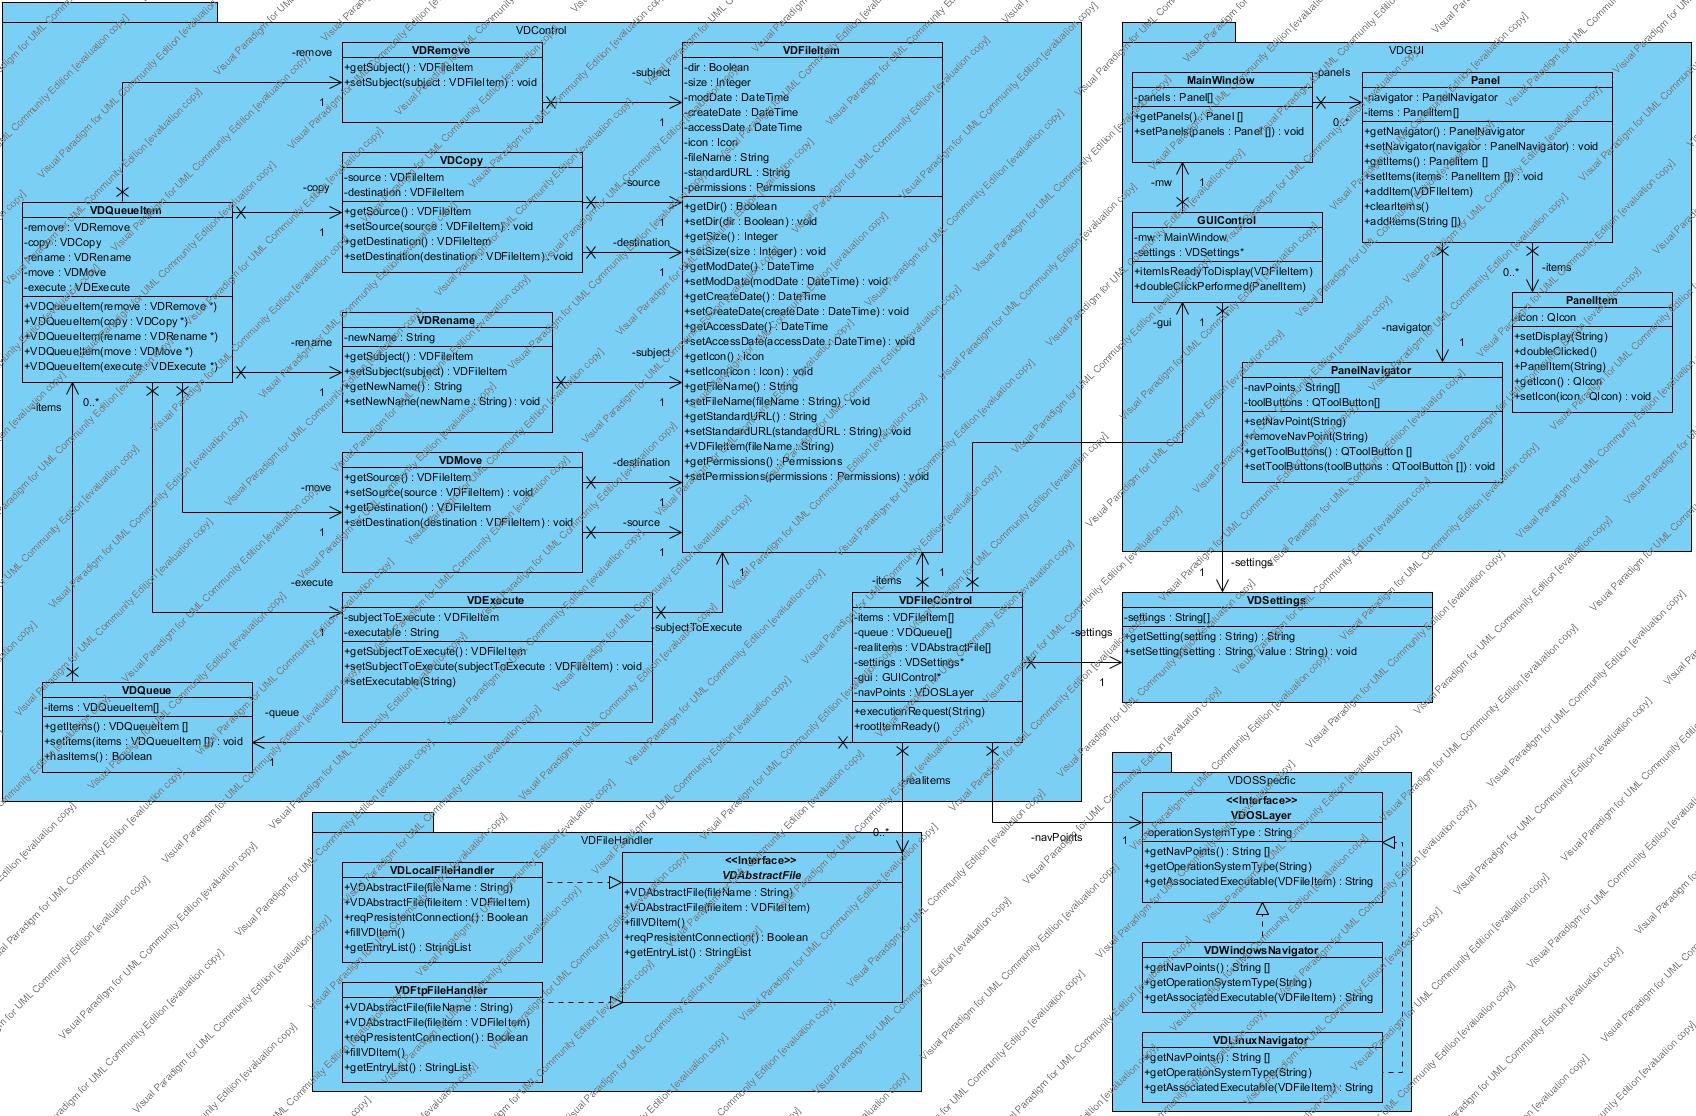 VDControl
-remove
1
VDRemove
+getSubject() : VDFileItem
+setSubject(subject : VDFileItem) : void
-subject
1
VDFileItem
-dir : Boolean
-size : Integer
-modDate : DateTime
-createDate : DateTime
-accessDate : DateTime
-icon : Icon
-fileName : String
-standardURL : String
-permissions : Permissions
+getDir() : Boolean
+setDir(dir : Boolean) : void
+getSize() : Integer
+setSize(size : Integer) : void
+getModDate() : DateTime
+setModDate(modDate : DateTime) : void
+getCreateDate() : DateTime
+setCreateDate(createDate : DateTime) : void
+getAccessDate() : DateTime
+setAccessDate(accessDate : DateTime) : void
+getIcon() : Icon
+setIcon(icon : Icon) : void
+getFileName() : String
+setFileName(fileName : String) : void
+getStandardURL() : String
+setStandardURL(standardURL : String) : void
+VDFileItem(fileName : String)
+getPermissions() : Permissions
+setPermissions(permissions : Permissions) : void
-copy
1
VDCopy
-source : VDFileItem
-destination : VDFileItem
+getSource() : VDFileItem
+setSource(source : VDFileItem) : void
+getDestination() : VDFileItem
+setDestination(destination : VDFileItem) : void
-source
1
-destination
1
VDQueueItem
-remove : VDRemove
-copy : VDCopy
-rename : VDRename
-move : VDMove
-execute : VDExecute
+VDQueueItem(remove : VDRemove *)
+VDQueueItem(copy : VDCopy *)
+VDQueueItem(rename : VDRename *)
+VDQueueItem(move : VDMove *)
+VDQueueItem(execute : VDExecute *)
-items
0..*
-rename
1
VDRename
-newName : String
+getSubject() : VDFileItem
+setSubject(subject) : VDFileItem
+getNewName() : String
+setNewName(newName : String) : void
-subject
1
-move
1
VDMove
+getSource() : VDFileItem
+setSource(source : VDFileItem) : void
+getDestination() : VDFileItem
+setDestination(destination : VDFileItem) : void
-destination
1
-source
1
-execute
1
VDExecute
-subjectToExecute : VDFileItem
-executable : String
+getSubjectToExecute() : VDFileItem
+setSubjectToExecute(subjectToExecute : VDFileItem) : void
+setExecutable(String)
1
-subjectToExecute
-items
1
VDFileControl
-items : VDFileItem[]
-queue : VDQueue[]
-realitems : VDAbstractFile[]
-settings : VDSettings*
-gui : GUIControl*
-navPoints : VDOSLayer
+executionRequest(String)
+rootItemReady()
VDQueue
-items : VDQueueItem[]
+getItems() : VDQueueItem []
+setItems(items : VDQueueItem []) : void
+hasItems() : Boolean
-queue
1
-realitems
0..*
-navPoints
1
-settings
1
VDGUI
MainWindow
-panels : Panel[]
+getPanels() : Panel []
+setPanels(panels : Panel []) : void
-panels
0..*
Panel
-navigator : PanelNavigator
-items : PanelItem[]
+getNavigator() : PanelNavigator
+setNavigator(navigator : PanelNavigator) : void
+getItems() : PanelItem []
+setItems(items : PanelItem []) : void
+addItem(VDFileItem)
+clearItems()
+addItems(String [])
-mw
1
GUIControl
-mw : MainWindow
-settings : VDSettings*
+itemIsReadyToDisplay(VDFileItem)
+doubleClickPerformed(PanelItem)
-gui
1
0..*
-items
-navigator
1
PanelItem
-icon : QIcon
+setDisplay(String)
+doubleClicked()
+PanelItem(String)
+getIcon() : QIcon
+setIcon(icon : QIcon) : void
PanelNavigator
-navPoints : String[]
-toolButtons : QToolButton[]
+setNavPoint(String)
+removeNavPoint(String)
+getToolButtons() : QToolButton []
+setToolButtons(toolButtons : QToolButton []) : void
-settings
1
VDSettings
-settings : String[]
+getSetting(setting : String) : String
+setSetting(setting : String, value : String) : void
VDFileHandler
VDLocalFileHandler
+VDAbstractFile(fileName : String)
+VDAbstractFile(fileitem : VDFileItem)
+reqPresistentConnection() : Boolean
+fillVDItem()
+getEntryList() : StringList
VDFtpFileHandler
+VDAbstractFile(fileName : String)
+VDAbstractFile(fileitem : VDFileItem)
+reqPresistentConnection() : Boolean
+fillVDItem()
+getEntryList() : StringList
<<Interface>>
VDAbstractFile
+VDAbstractFile(fileName : String)
+VDAbstractFile(fileitem : VDFileItem)
+fillVDItem()
+reqPresistentConnection() : Boolean
+getEntryList() : StringList
VDOSSpecfic
<<Interface>>
VDOSLayer
-operationSystemType : String
+getNavPoints() : String []
+getOperationSystemType(String)
+getAssociatedExecutable(VDFileItem) : String
VDWindowsNavigator
+getNavPoints() : String []
+getOperationSystemType(String)
+getAssociatedExecutable(VDFileItem) : String
VDLinuxNavigator
+getNavPoints() : String []
+getOperationSystemType(String)
+getAssociatedExecutable(VDFileItem) : String
Visual Paradigm for UML Community Edition [evaluation copy]